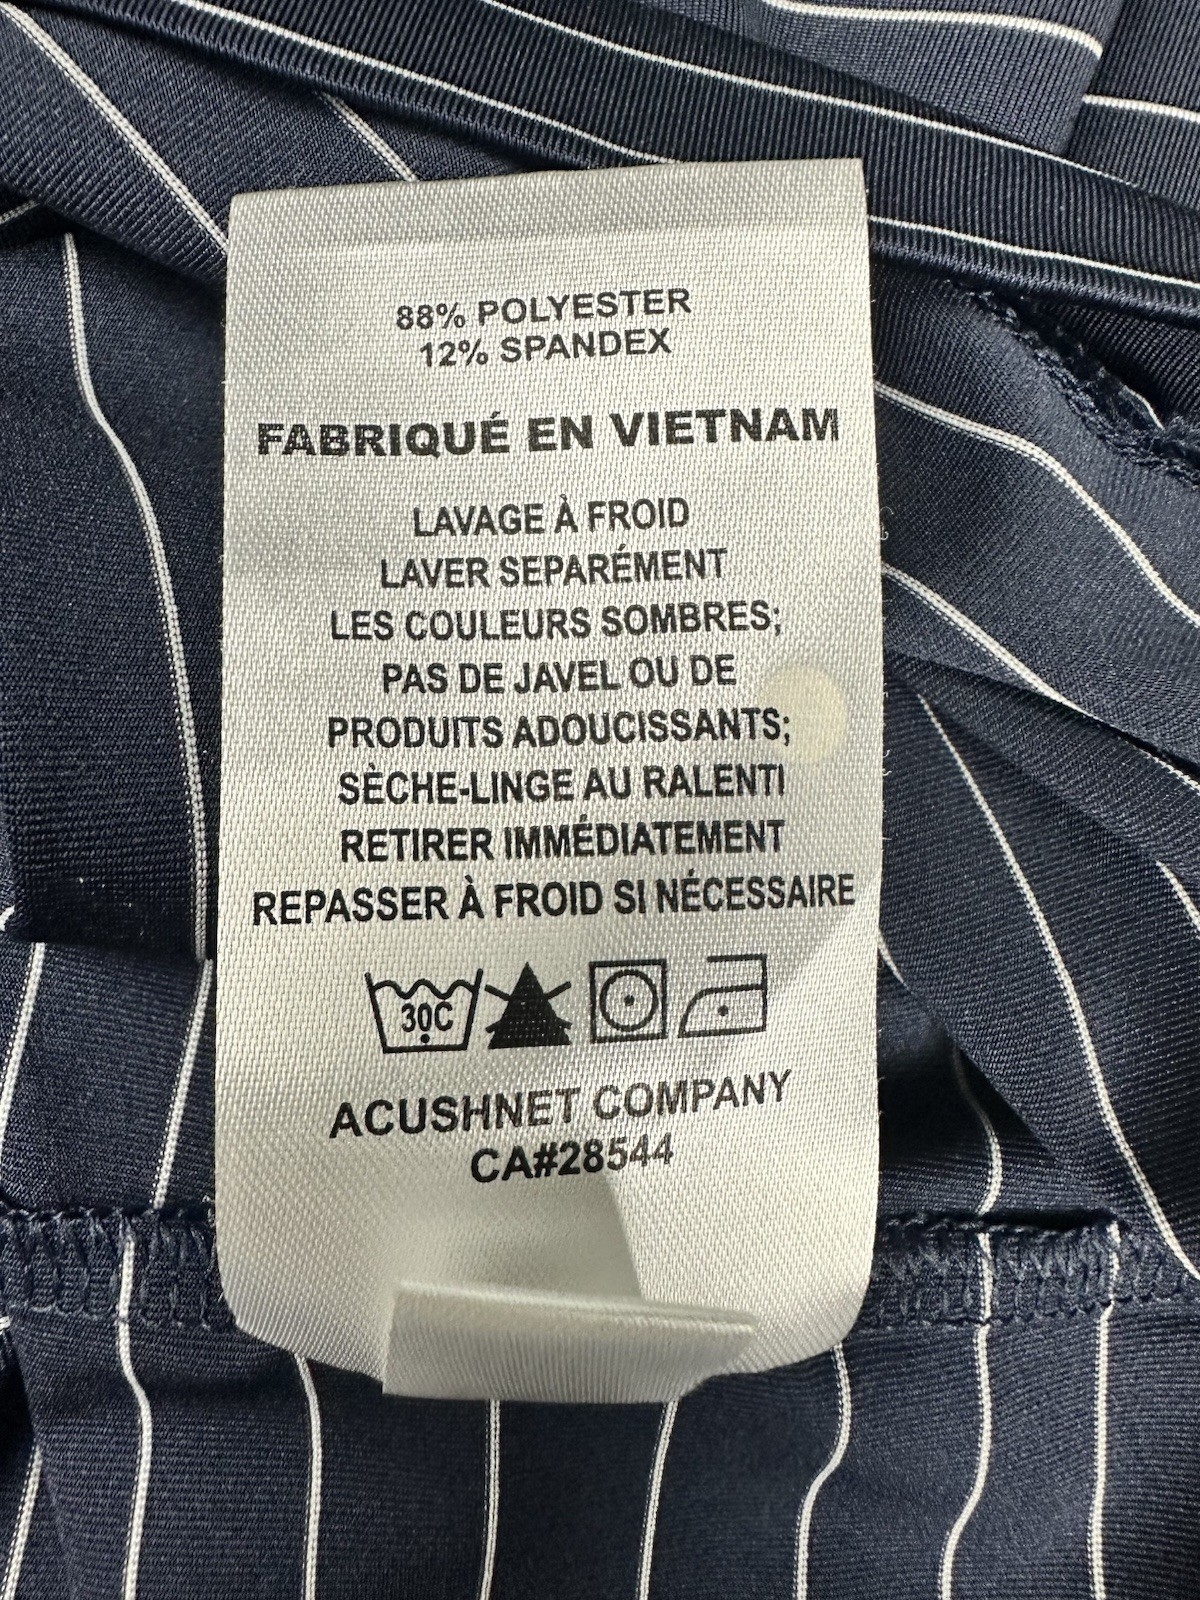 88% POLYESTER
12% SPANDEX
FABRIQUÉ EN VIETNAM
LAVAGE À FROID
LAVER SEPARÉMENT
LES COULEURS SOMBRES;
PAS DE JAVEL OU DE
PRODUITS ADOUCISSANTS;
SÈCHE-LINGE AU RALENTI
RETIRER IMMÉDIATEMENT
REPASSER À FROID SI NÉCESSAIRE
30C
ACUSHNET COMPANY
CA#28544